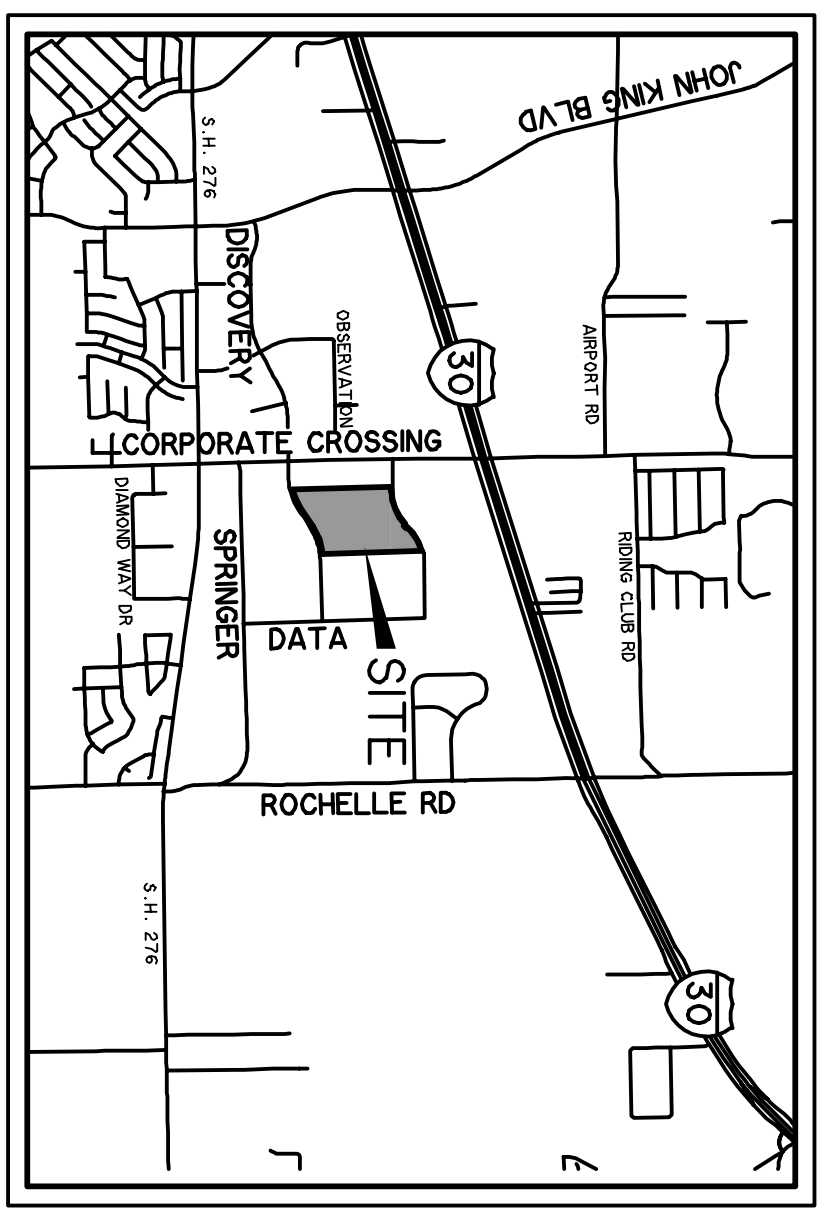 JOHN KING BLVD
S.H. 276
DISCOVERY
OBSERVATION
30
AIRPORT RD
CORPORATE CROSSING
DIAMOND WAY DR
SPRINGER
RIDING CLUB RD
DATA
SITE
ROCHELLE RD
S.H. 276
30